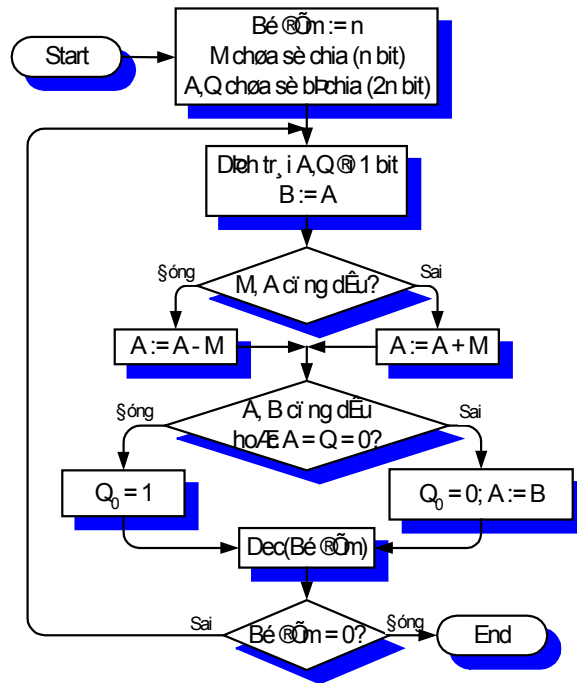 Start
Bé ®Õm := n
M chøa sè chia (n bit)
A,Q chøa sè bÞ chia (2n bit)
DÞch tr¸i A,Q ®i 1 bit
B := A
§óng
M, A cïng dÊu?
Sai
A := A - M
A := A + M
§óng
A, B cïng dÊu
hoÆc A = Q = 0?
Sai
Q0 = 1
Q0 = 0; A := B
Dec(Bé ®Õm)
Sai
Bé ®Õm = 0?
§óng
End